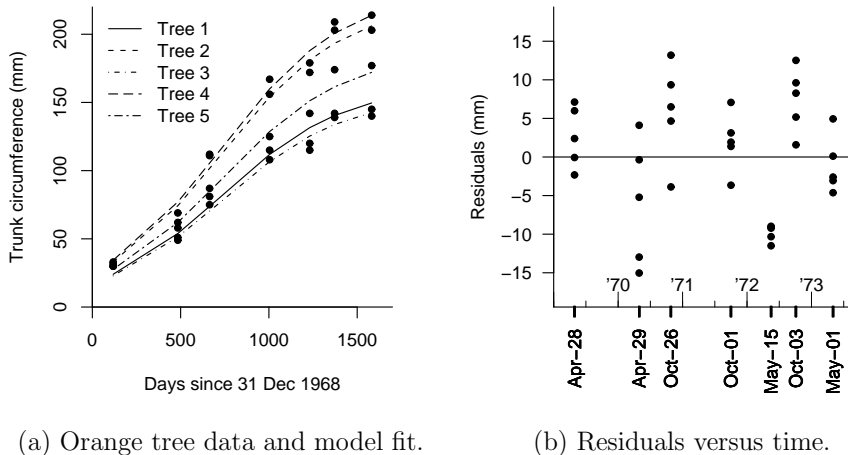 Trunk circumference (mm)
0
50
100
150
200
0
500
1000
1500
Days since 31 Dec 1968
Tree 1
Tree 2
Tree 3
Tree 4
Tree 5
Residuals (mm)
15
10
5
0
−5
−10
−15
'70
'71
'72
'73
Apr−28
Apr−29
Oct−26
Oct−01
May−15
Oct−03
May−01
(a) Orange tree data and model fit.
(b) Residuals versus time.